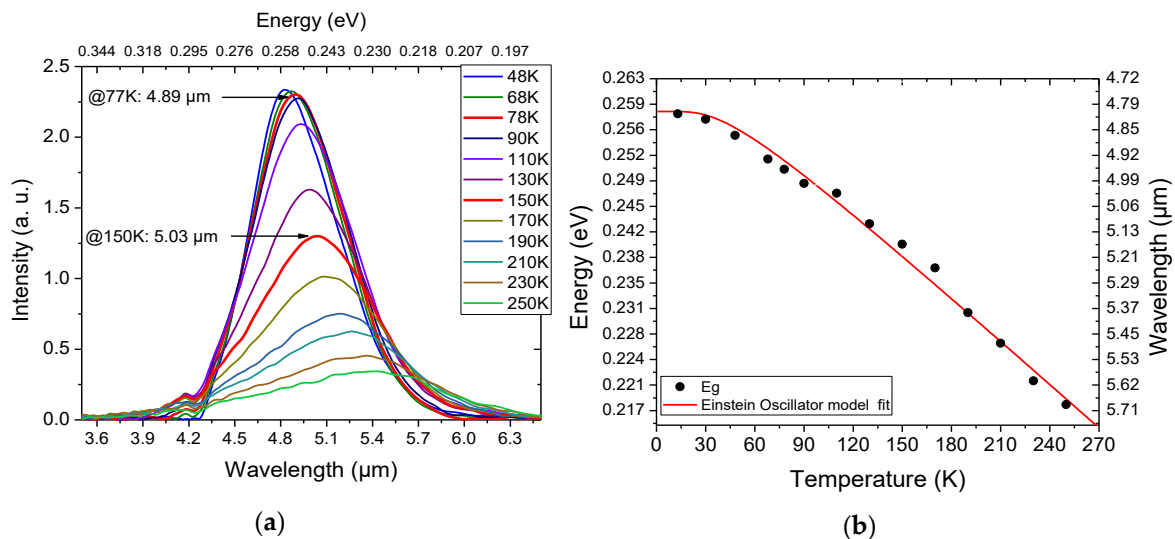 Energy (eV)
0.344 0.318 0.295 0.276 0.258 0.243 0.230 0.218 0.207 0.197
2.5
2.0
1.5
1.0
0.5
0.0
Intensity (a. u.)
@77K: 4.89 µm
@150K: 5.03 µm
48K
68K
78K
90K
110K
130K
150K
170K
190K
210K
230K
250K
3.6 3.9 4.2 4.5 4.8 5.1 5.4 5.7 6.0 6.3
Wavelength (µm)
(a)
0.263
0.259
0.256
0.252
0.249
0.245
0.242
0.238
0.235
0.231
0.228
0.224
0.221
0.217
Energy (eV)
Eg
Einstein Oscillator model fit
4.72
4.79
4.85
4.92
4.99
5.06
5.13
5.21
5.29
5.37
5.45
5.53
5.62
5.71
Wavelength (µm)
0 30 60 90 120 150 180 210 240 270
Temperature (K)
(b)